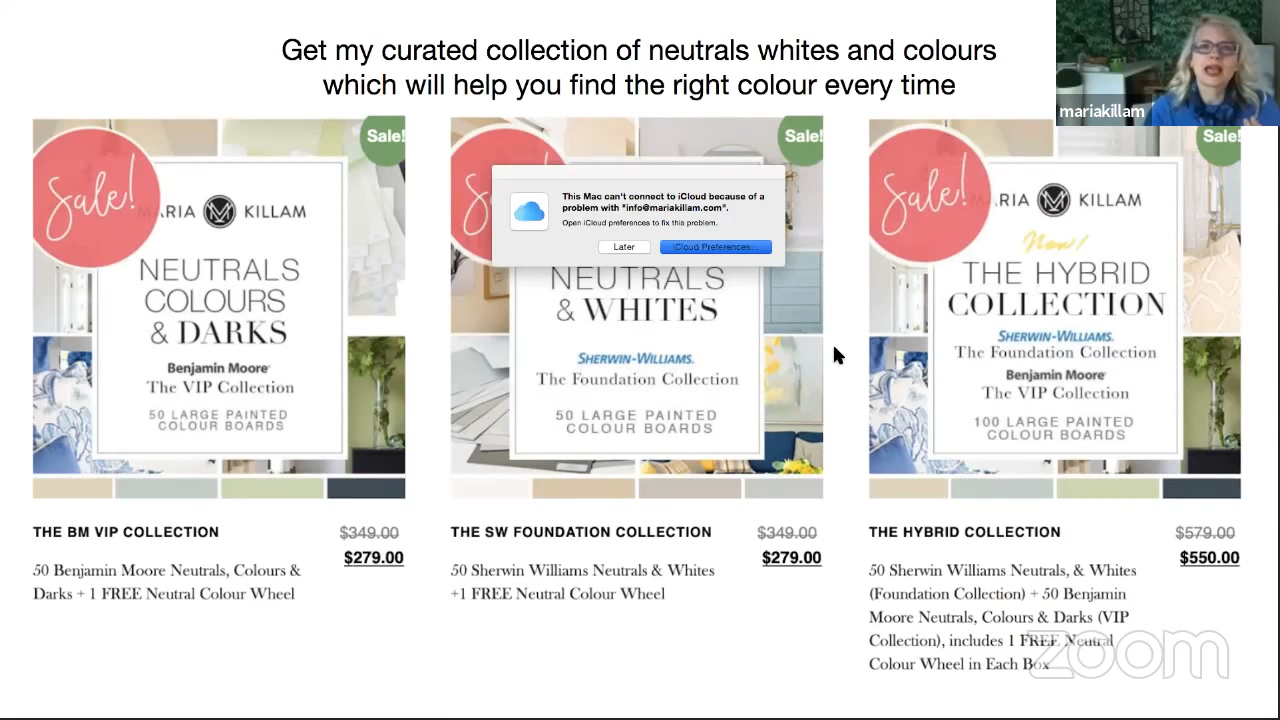 Get my curated collection of neutrals whites and colours
which will help you find the right colour every time
mariakillam
Sale!
Sale!
ARIA KILLAM
NEUTRALS
COLOURS
& DARKS
Benjamin Moore
The VIP Collection
50 LARGE PAINTED
COLOUR BOARDS
THE BM VIP COLLECTION
$349.00
$279.00
50 Benjamin Moore Neutrals, Colours &
Darks + 1 FREE Neutral Colour Wheel
Sale!
This Mac can't connect to iCloud because of a
problem with "info@mariakillam.com".
Open iCloud preferences to fix this problem.
Later
iCloud Preferences...
NEUTRALS
& WHITES
SHERWIN-WILLIAMS.
The Foundation Collection
50 LARGE PAINTED
COLOUR BOARDS
THE SW FOUNDATION COLLECTION
$349.00
$279.00
50 Sherwin Williams Neutrals & Whites
+1 FREE Neutral Colour Wheel
Sale!
Sale!
ARIA KILLAM
New!
THE HYBRID
COLLECTION
SHERWIN-WILLIAMS.
The Foundation Collection
Benjamin Moore
The VIP Collection
100 LARGE PAINTED
COLOUR BOARDS
THE HYBRID COLLECTION
$579.00
$550.00
50 Sherwin Williams Neutrals, & Whites
(Foundation Collection) + 50 Benjamin
Moore Neutrals, Colours & Darks (VIP
Collection), includes 1 FREE Neutral
Colour Wheel in Each Box
zoom